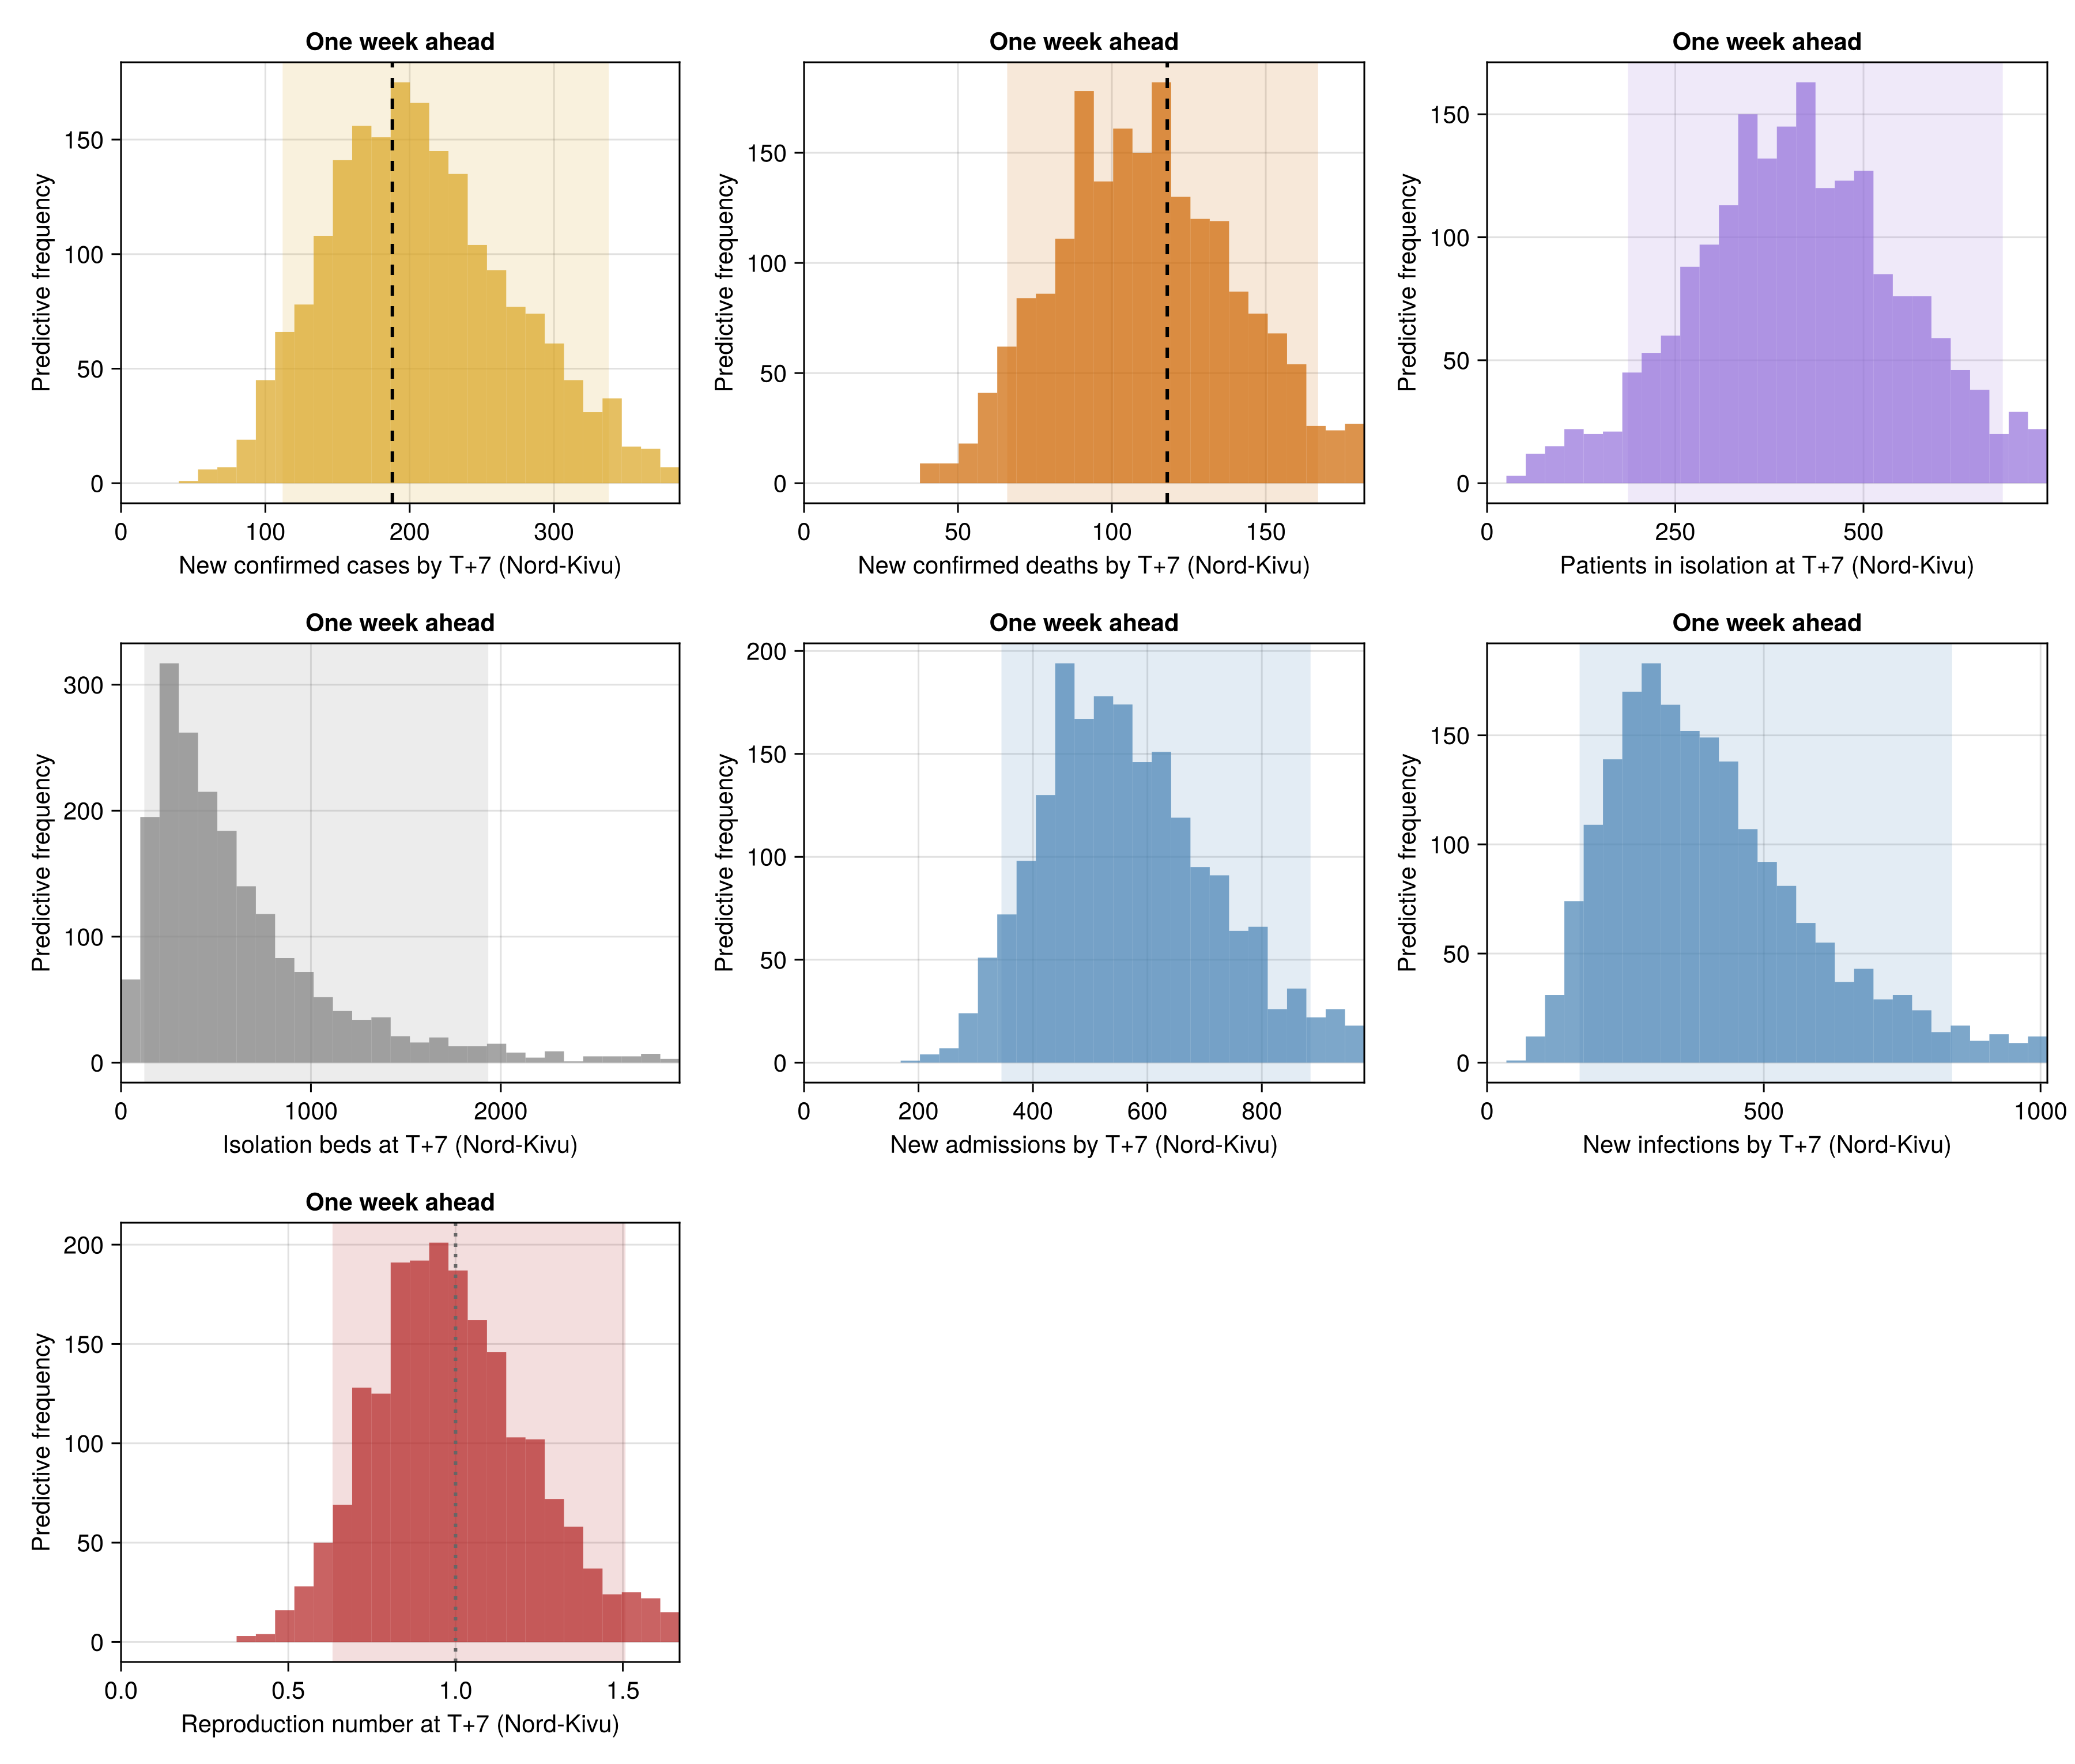 One week ahead
One week ahead
One week ahead
Predictive frequency
150
100
50
0
0
100
200
300
New confirmed cases by T+7 (Nord-Kivu)
Predictive frequency
150
100
50
0
0
50
100
150
New confirmed deaths by T+7 (Nord-Kivu)
Predictive frequency
150
100
50
0
0
250
500
Patients in isolation at T+7 (Nord-Kivu)
One week ahead
One week ahead
One week ahead
Predictive frequency
300
200
100
0
0
1000
2000
Isolation beds at T+7 (Nord-Kivu)
Predictive frequency
200
150
100
50
0
0
200
400
600
800
New admissions by T+7 (Nord-Kivu)
Predictive frequency
150
100
50
0
0
500
1000
New infections by T+7 (Nord-Kivu)
One week ahead
Predictive frequency
200
150
100
50
0
0.0
0.5
1.0
1.5
Reproduction number at T+7 (Nord-Kivu)